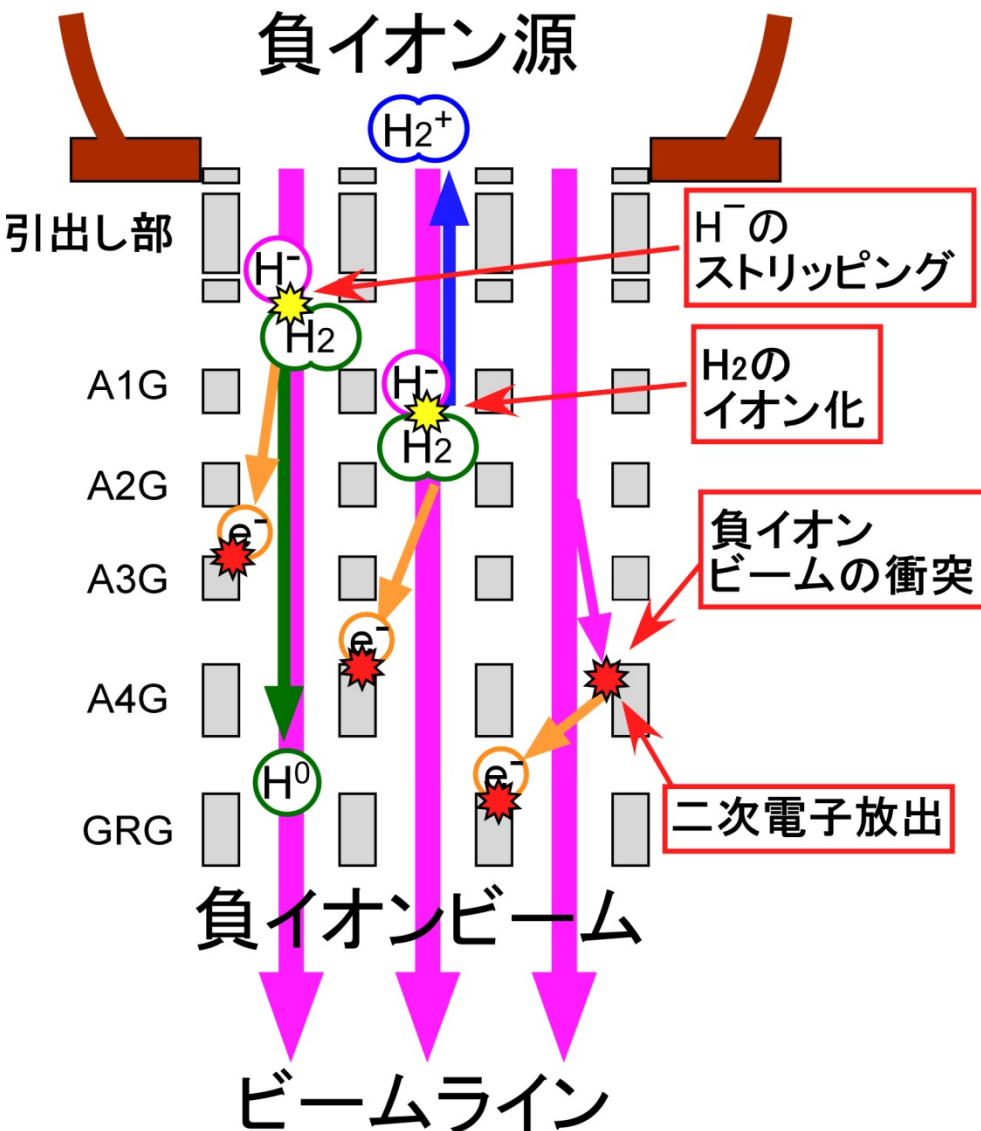 負イオン源
H2+
引出し部
H-
H-の
ストリッピング
H2
A1G
H-
H2の
イオン化
H2
A2G
e-
負イオン
ビームの衝突
A3G
e-
A4G
e-
H0
二次電子放出
GRG
負イオンビーム
ビームライン